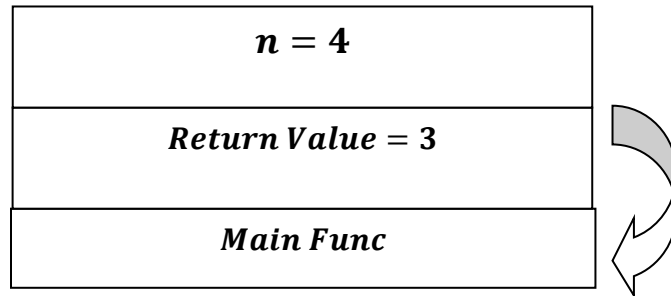 n = 4
Return Value = 3
Main Func